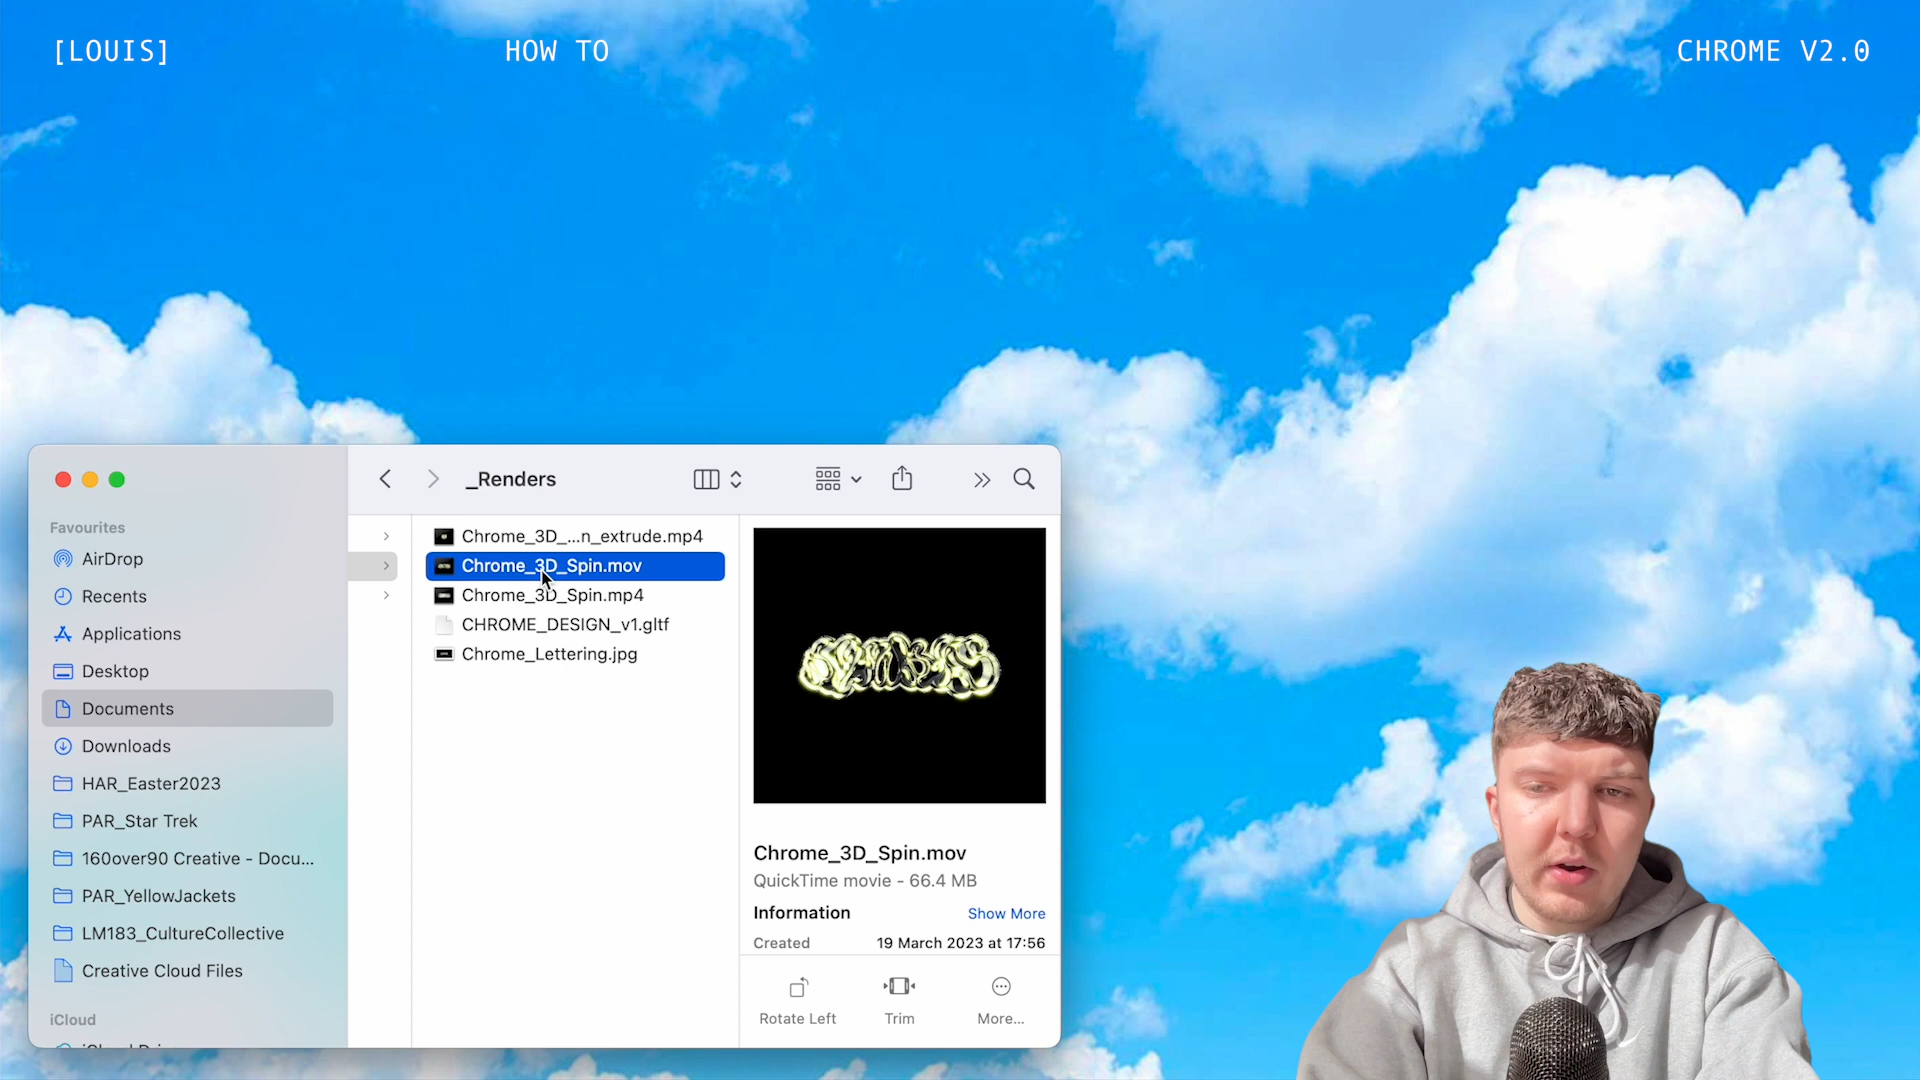 [LOUIS]
HOW TO
CHROME V2.0
_Renders
Favourites
AirDrop
Recents
Applications
Desktop
Documents
Downloads
HAR_Easter2023
PAR_Star Trek
160over90 Creative - Docu...
PAR_YellowJackets
LM183_CultureCollective
Creative Cloud Files
iCloud
Chrome_3D_...n_extrude.mp4
Chrome_3D_Spin.mov
Chrome_3D_Spin.mp4
CHROME_DESIGN_v1.gltf
Chrome_Lettering.jpg
Chrome_3D_Spin.mov
QuickTime movie - 66.4 MB
Information
Show More
Created
19 March 2023 at 17:56
Rotate Left
Trim
More...